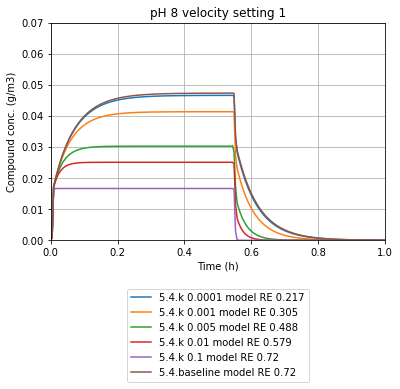 pH 8 velocity setting 1
Compound conc. (g/m3)
0.07
0.06
0.05
0.04
0.03
0.02
0.01
0.00
0.0 0.2 0.4 0.6 0.8 1.0
Time (h)
5.4.k 0.0001 model RE 0.217
5.4.k 0.001 model RE 0.305
5.4.k 0.005 model RE 0.488
5.4.k 0.01 model RE 0.579
5.4.k 0.1 model RE 0.72
5.4.baseline model RE 0.72